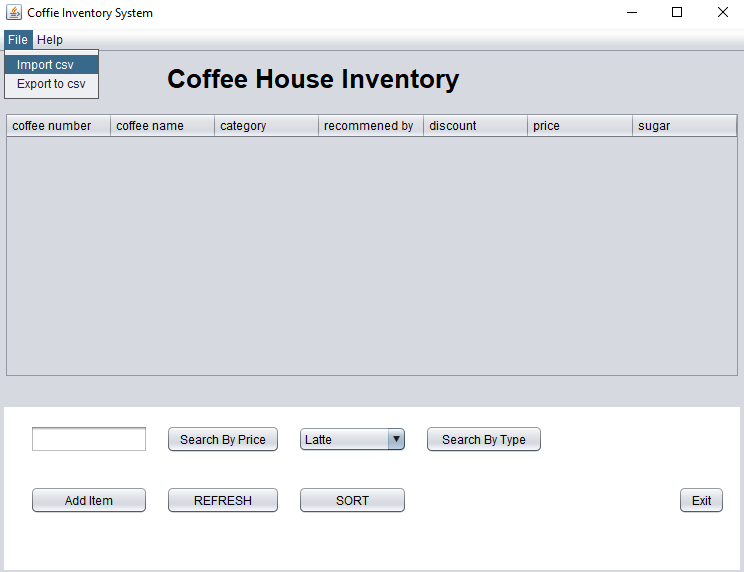 Coffie Inventory System
File Help
Import csv
Export to csv
Coffee House Inventory
coffee number coffee name category recommened by discount price sugar
Search By Price Latte Search By Type
Add Item REFRESH SORT Exit